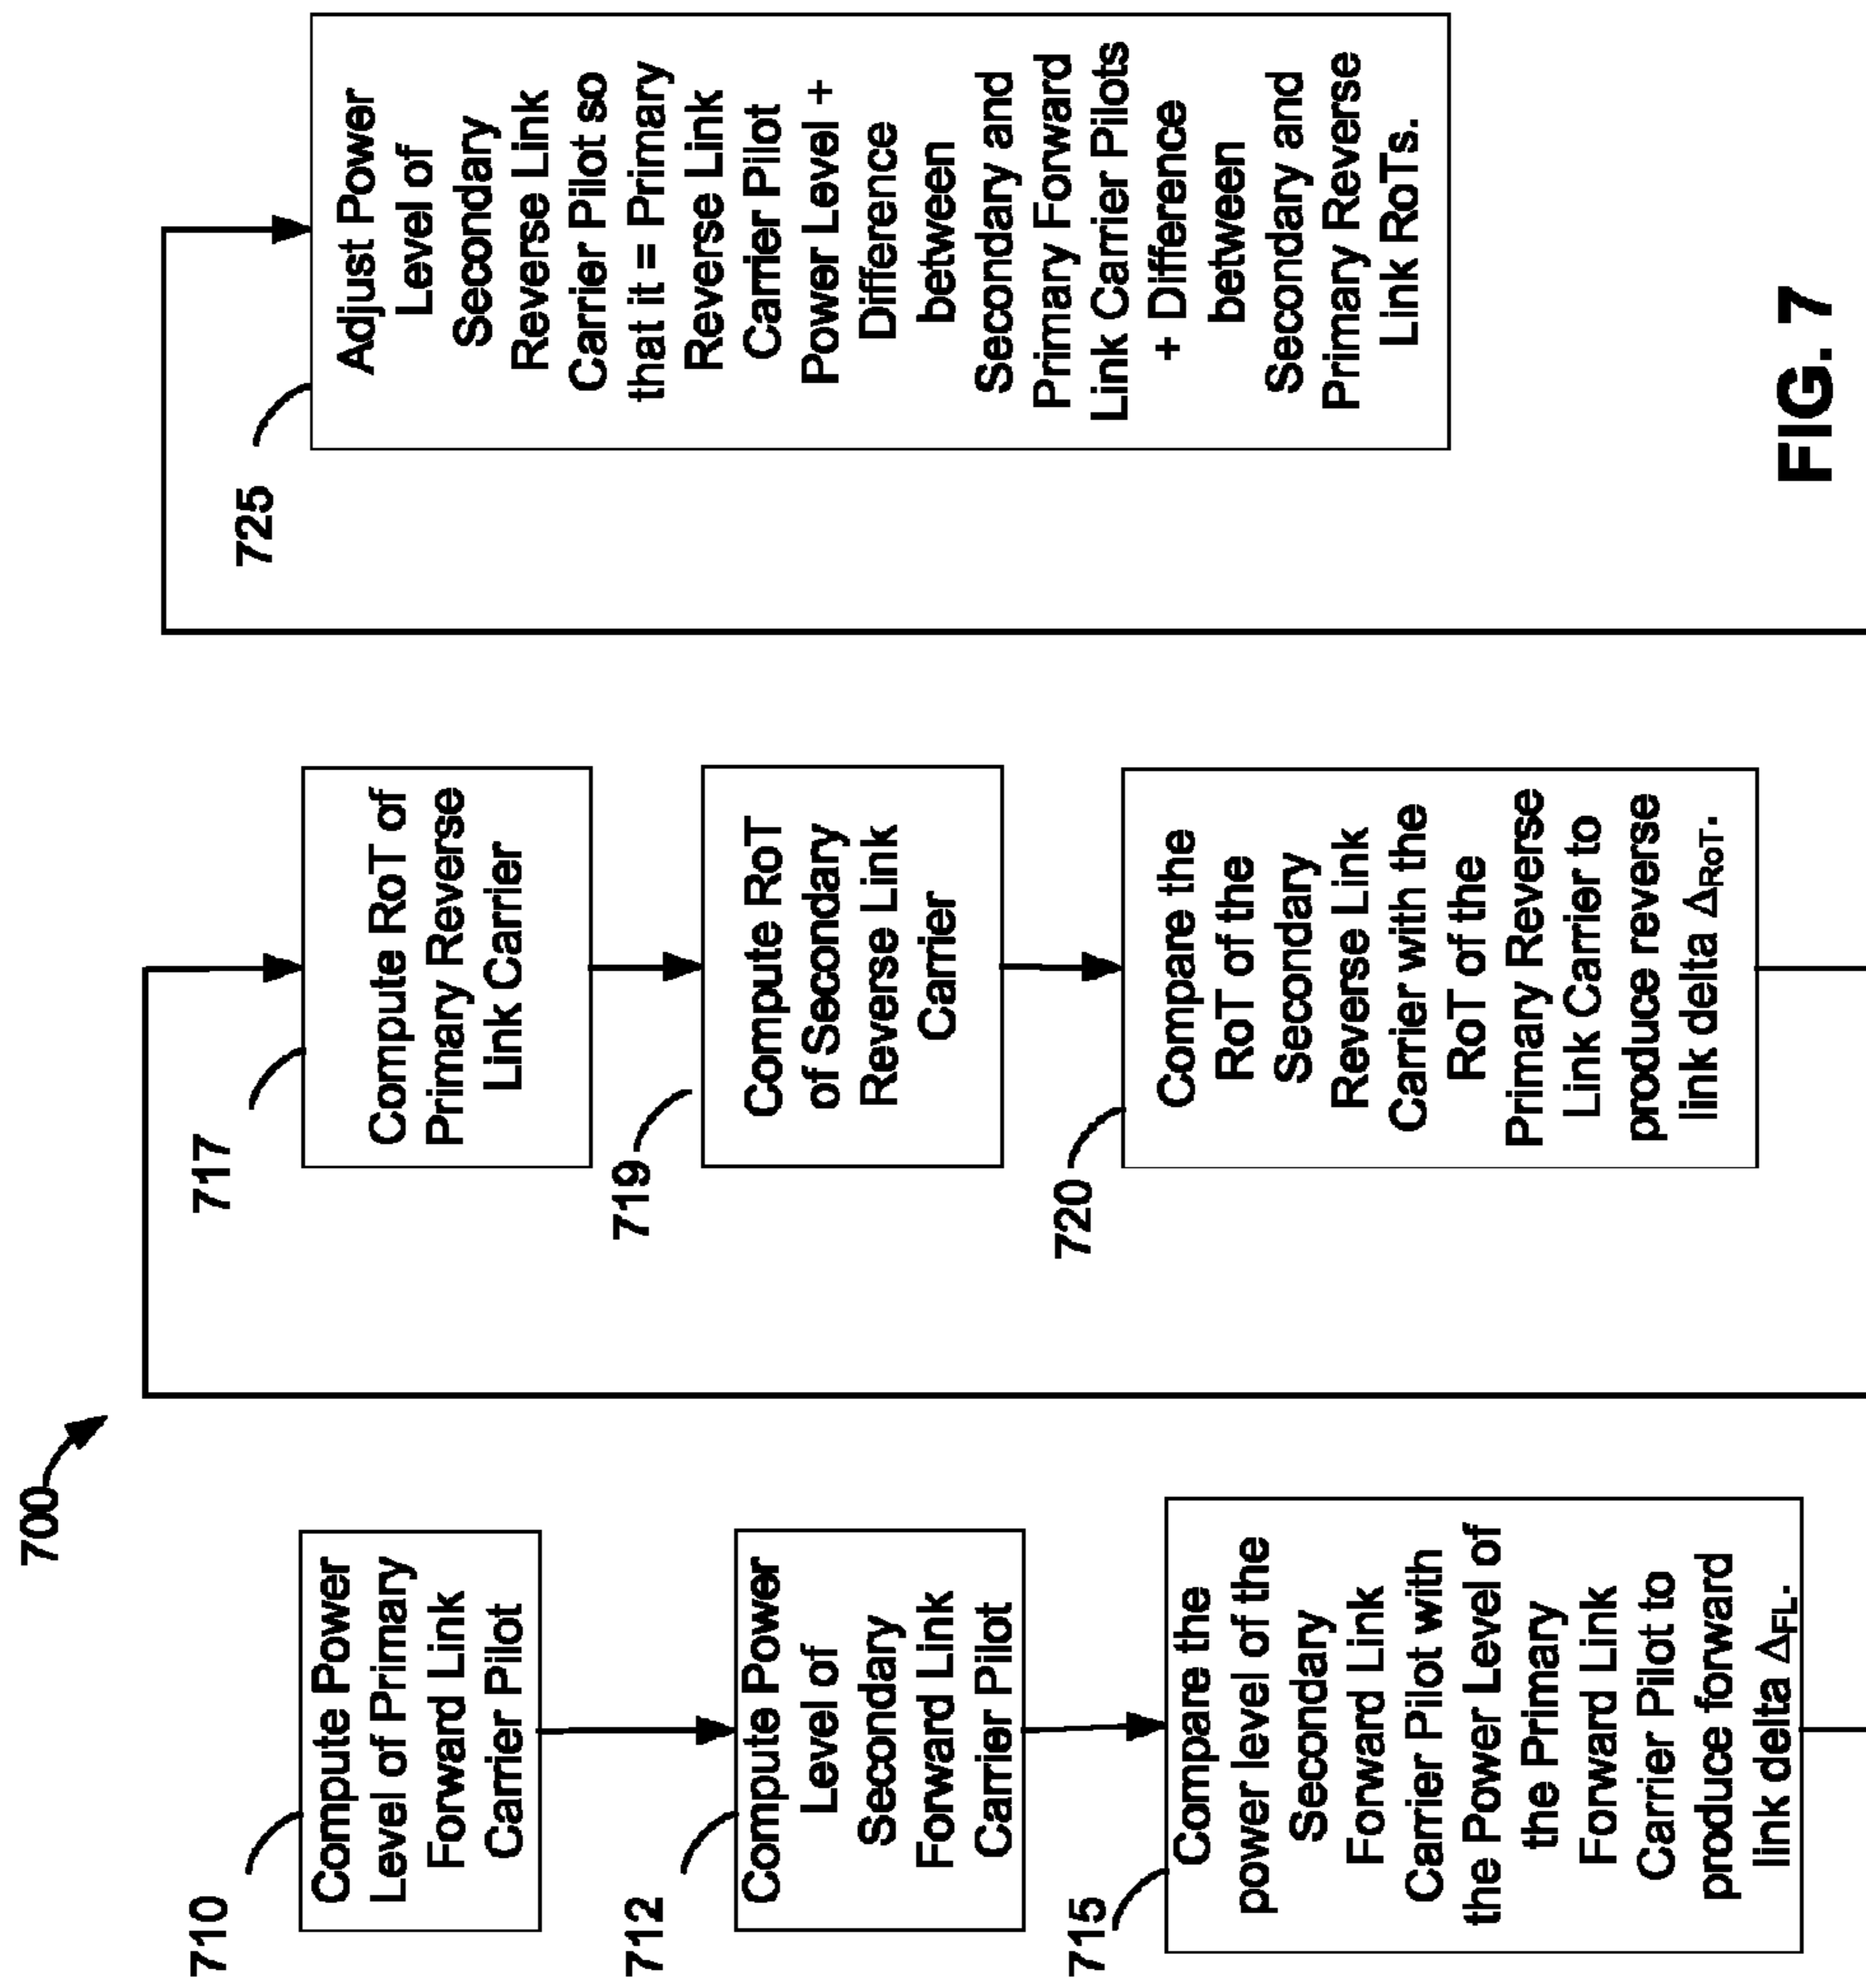 700
710
Compute Power
Level of Primary
Forward Link
Carrier Pilot
712
Compute Power
Level of
Secondary
Forward Link
Carrier Pilot
715
Compare the
power level of the
Secondary
Forward Link
Carrier Pilot with
the Power Level of
the Primary
Forward Link
Carrier Pilot to
produce forward
link delta ΔFL.
717
Compute RoT of
Primary Reverse
Link Carrier
719
Compute RoT
of Secondary
Reverse Link
Carrier
720
Compare the
RoT of the
Secondary
Reverse Link
Carrier with the
RoT of the
Primary Reverse
Link Carrier to
produce reverse
link delta ΔRoT.
725
Adjust Power
Level of
Secondary
Reverse Link
Carrier Pilot so
that it = Primary
Reverse Link
Carrier Pilot
Power Level +
Difference
between
Secondary and
Primary Forward
Link Carrier Pilots
+ Difference
between
Secondary and
Primary Reverse
Link RoTs.
FIG. 7